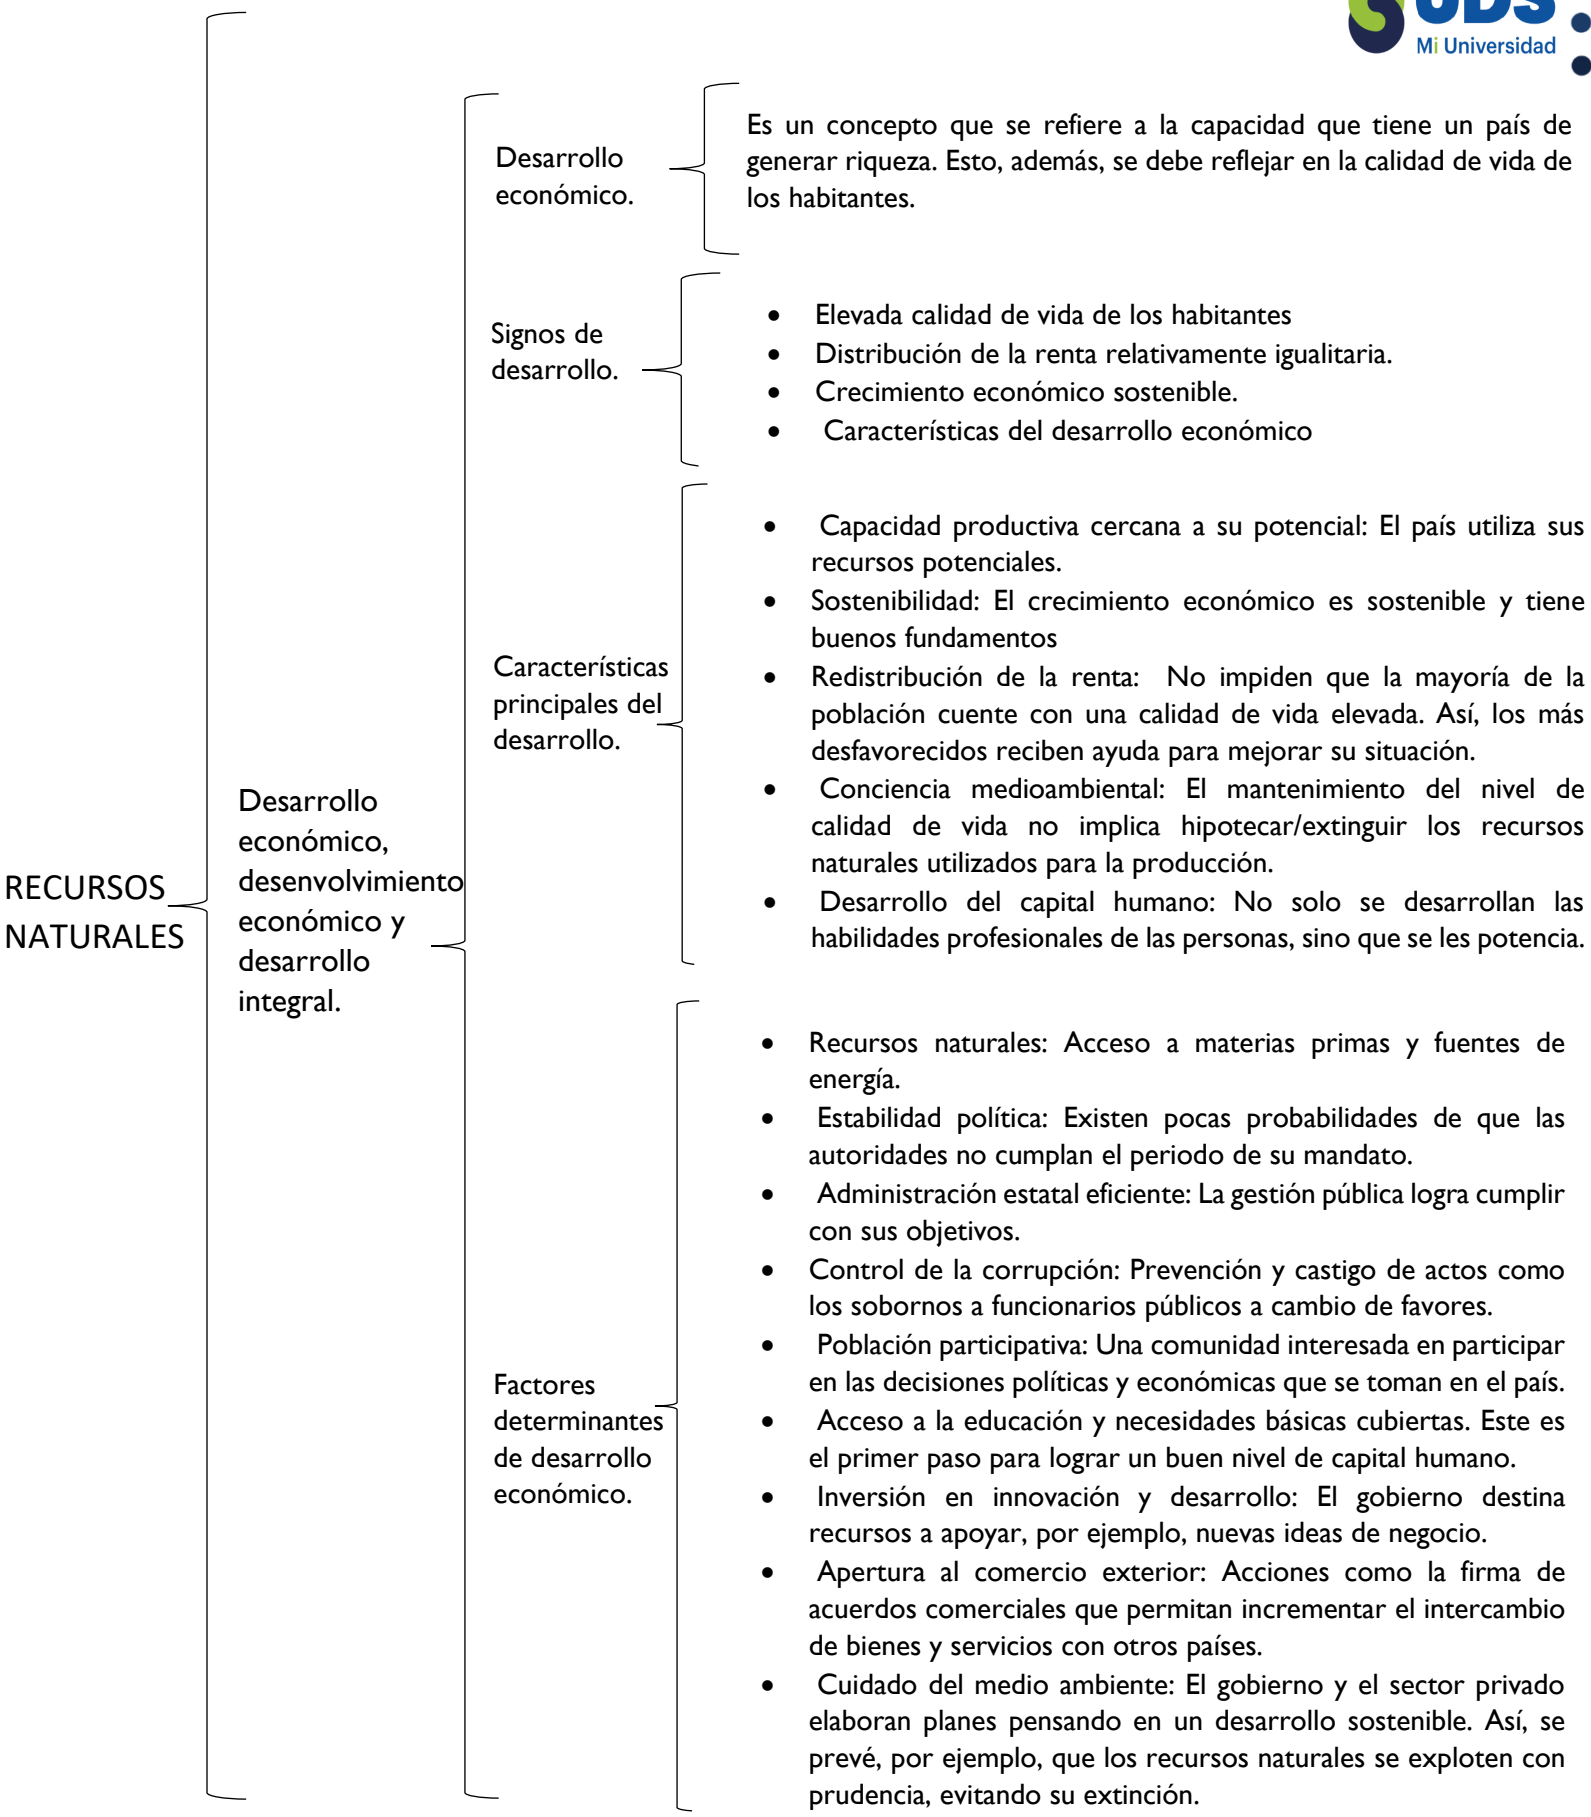 UDS
Mi Universidad
RECURSOS
NATURALES
Desarrollo
económico,
desenvolvimiento
económico y
desarrollo
integral.
Desarrollo
económico.
Es un concepto que se refiere a la capacidad que tiene un país de
generar riqueza. Esto, además, se debe reflejar en la calidad de vida de
los habitantes.
Signos de
desarrollo.
• Elevada calidad de vida de los habitantes
• Distribución de la renta relativamente igualitaria.
• Crecimiento económico sostenible.
• Características del desarrollo económico
Características
principales del
desarrollo.
• Capacidad productiva cercana a su potencial: El país utiliza sus
recursos potenciales.
• Sostenibilidad: El crecimiento económico es sostenible y tiene
buenos fundamentos
• Redistribución de la renta: No impiden que la mayoría de la
población cuente con una calidad de vida elevada. Así, los más
desfavorecidos reciben ayuda para mejorar su situación.
• Conciencia medioambiental: El mantenimiento del nivel de
calidad de vida no implica hipotecar/extinguir los recursos
naturales utilizados para la producción.
• Desarrollo del capital humano: No solo se desarrollan las
habilidades profesionales de las personas, sino que se les potencia.
Factores
determinantes
de desarrollo
económico.
• Recursos naturales: Acceso a materias primas y fuentes de
energía.
• Estabilidad política: Existen pocas probabilidades de que las
autoridades no cumplan el periodo de su mandato.
• Administración estatal eficiente: La gestión pública logra cumplir
con sus objetivos.
• Control de la corrupción: Prevención y castigo de actos como
los sobornos a funcionarios públicos a cambio de favores.
• Población participativa: Una comunidad interesada en participar
en las decisiones políticas y económicas que se toman en el país.
• Acceso a la educación y necesidades básicas cubiertas. Este es
el primer paso para lograr un buen nivel de capital humano.
• Inversión en innovación y desarrollo: El gobierno destina
recursos a apoyar, por ejemplo, nuevas ideas de negocio.
• Apertura al comercio exterior: Acciones como la firma de
acuerdos comerciales que permitan incrementar el intercambio
de bienes y servicios con otros países.
• Cuidado del medio ambiente: El gobierno y el sector privado
elaboran planes pensando en un desarrollo sostenible. Así, se
prevé, por ejemplo, que los recursos naturales se exploten con
prudencia, evitando su extinción.